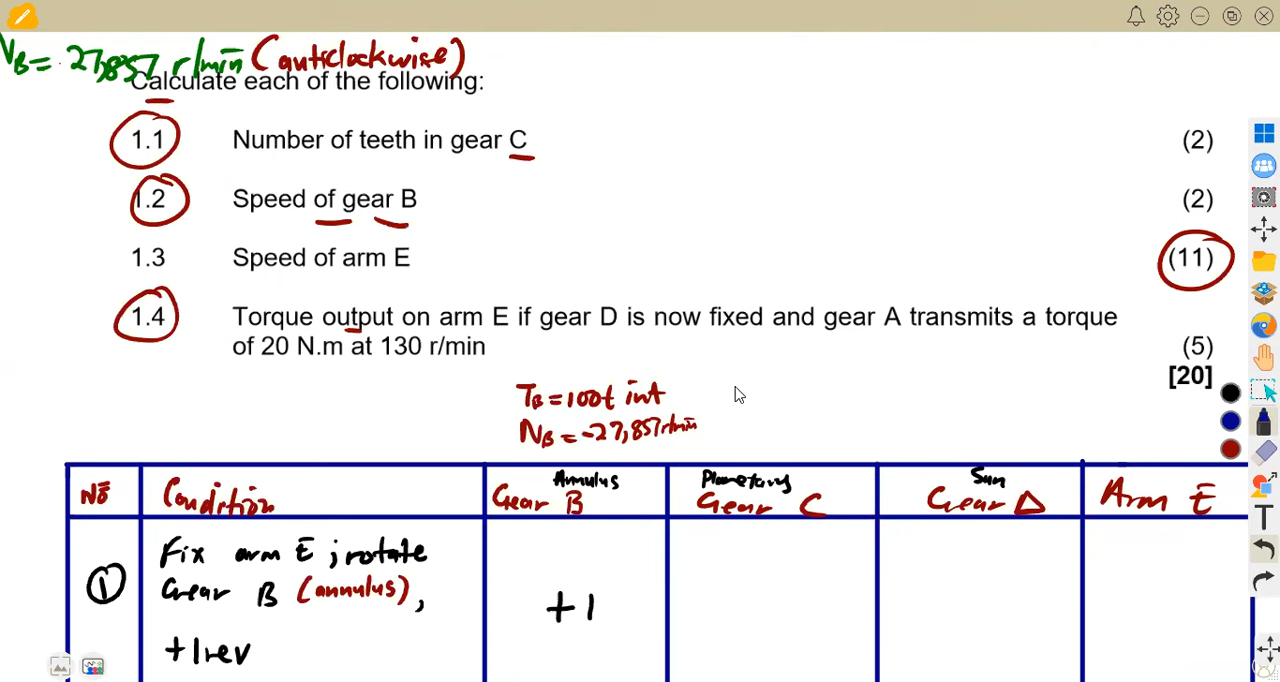 NB = 27,857 r/min (anticlockwise)
Calculate each of the following:
1.1 Number of teeth in gear C (2)
1.2 Speed of gear B (2)
1.3 Speed of arm E (11)
1.4 Torque output on arm E if gear D is now fixed and gear A transmits a torque
of 20 N.m at 130 r/min (5)
[20]
TB = 100t int
NB = -27,857 r/min
No Condition Annulus Gear B Planetary Gear C Sun Gear D Arm E
① Fix arm E ; rotate
Gear B (annulus),
+1rev
+1
T